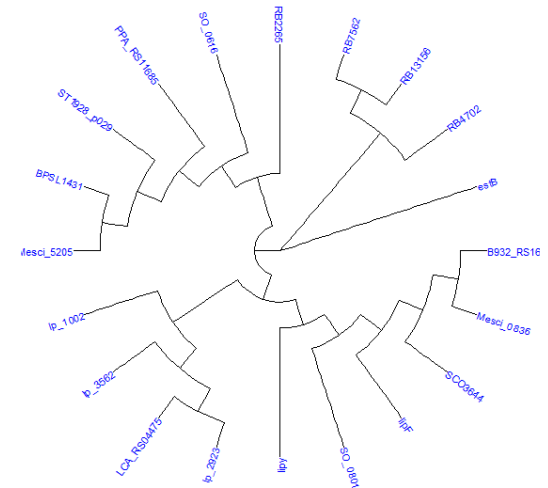 RB2265
SO_0616
PPA_RS11685
ST1928_p029
BPSL1431
Mesci_5205
lp_1002
lp_3562
LCA_RS04475
lp_2923
lipy
SO_0801
lipF
SCO3644
Mesci_0836
B932_RS16
estB
RB4702
RB13156
RB7562